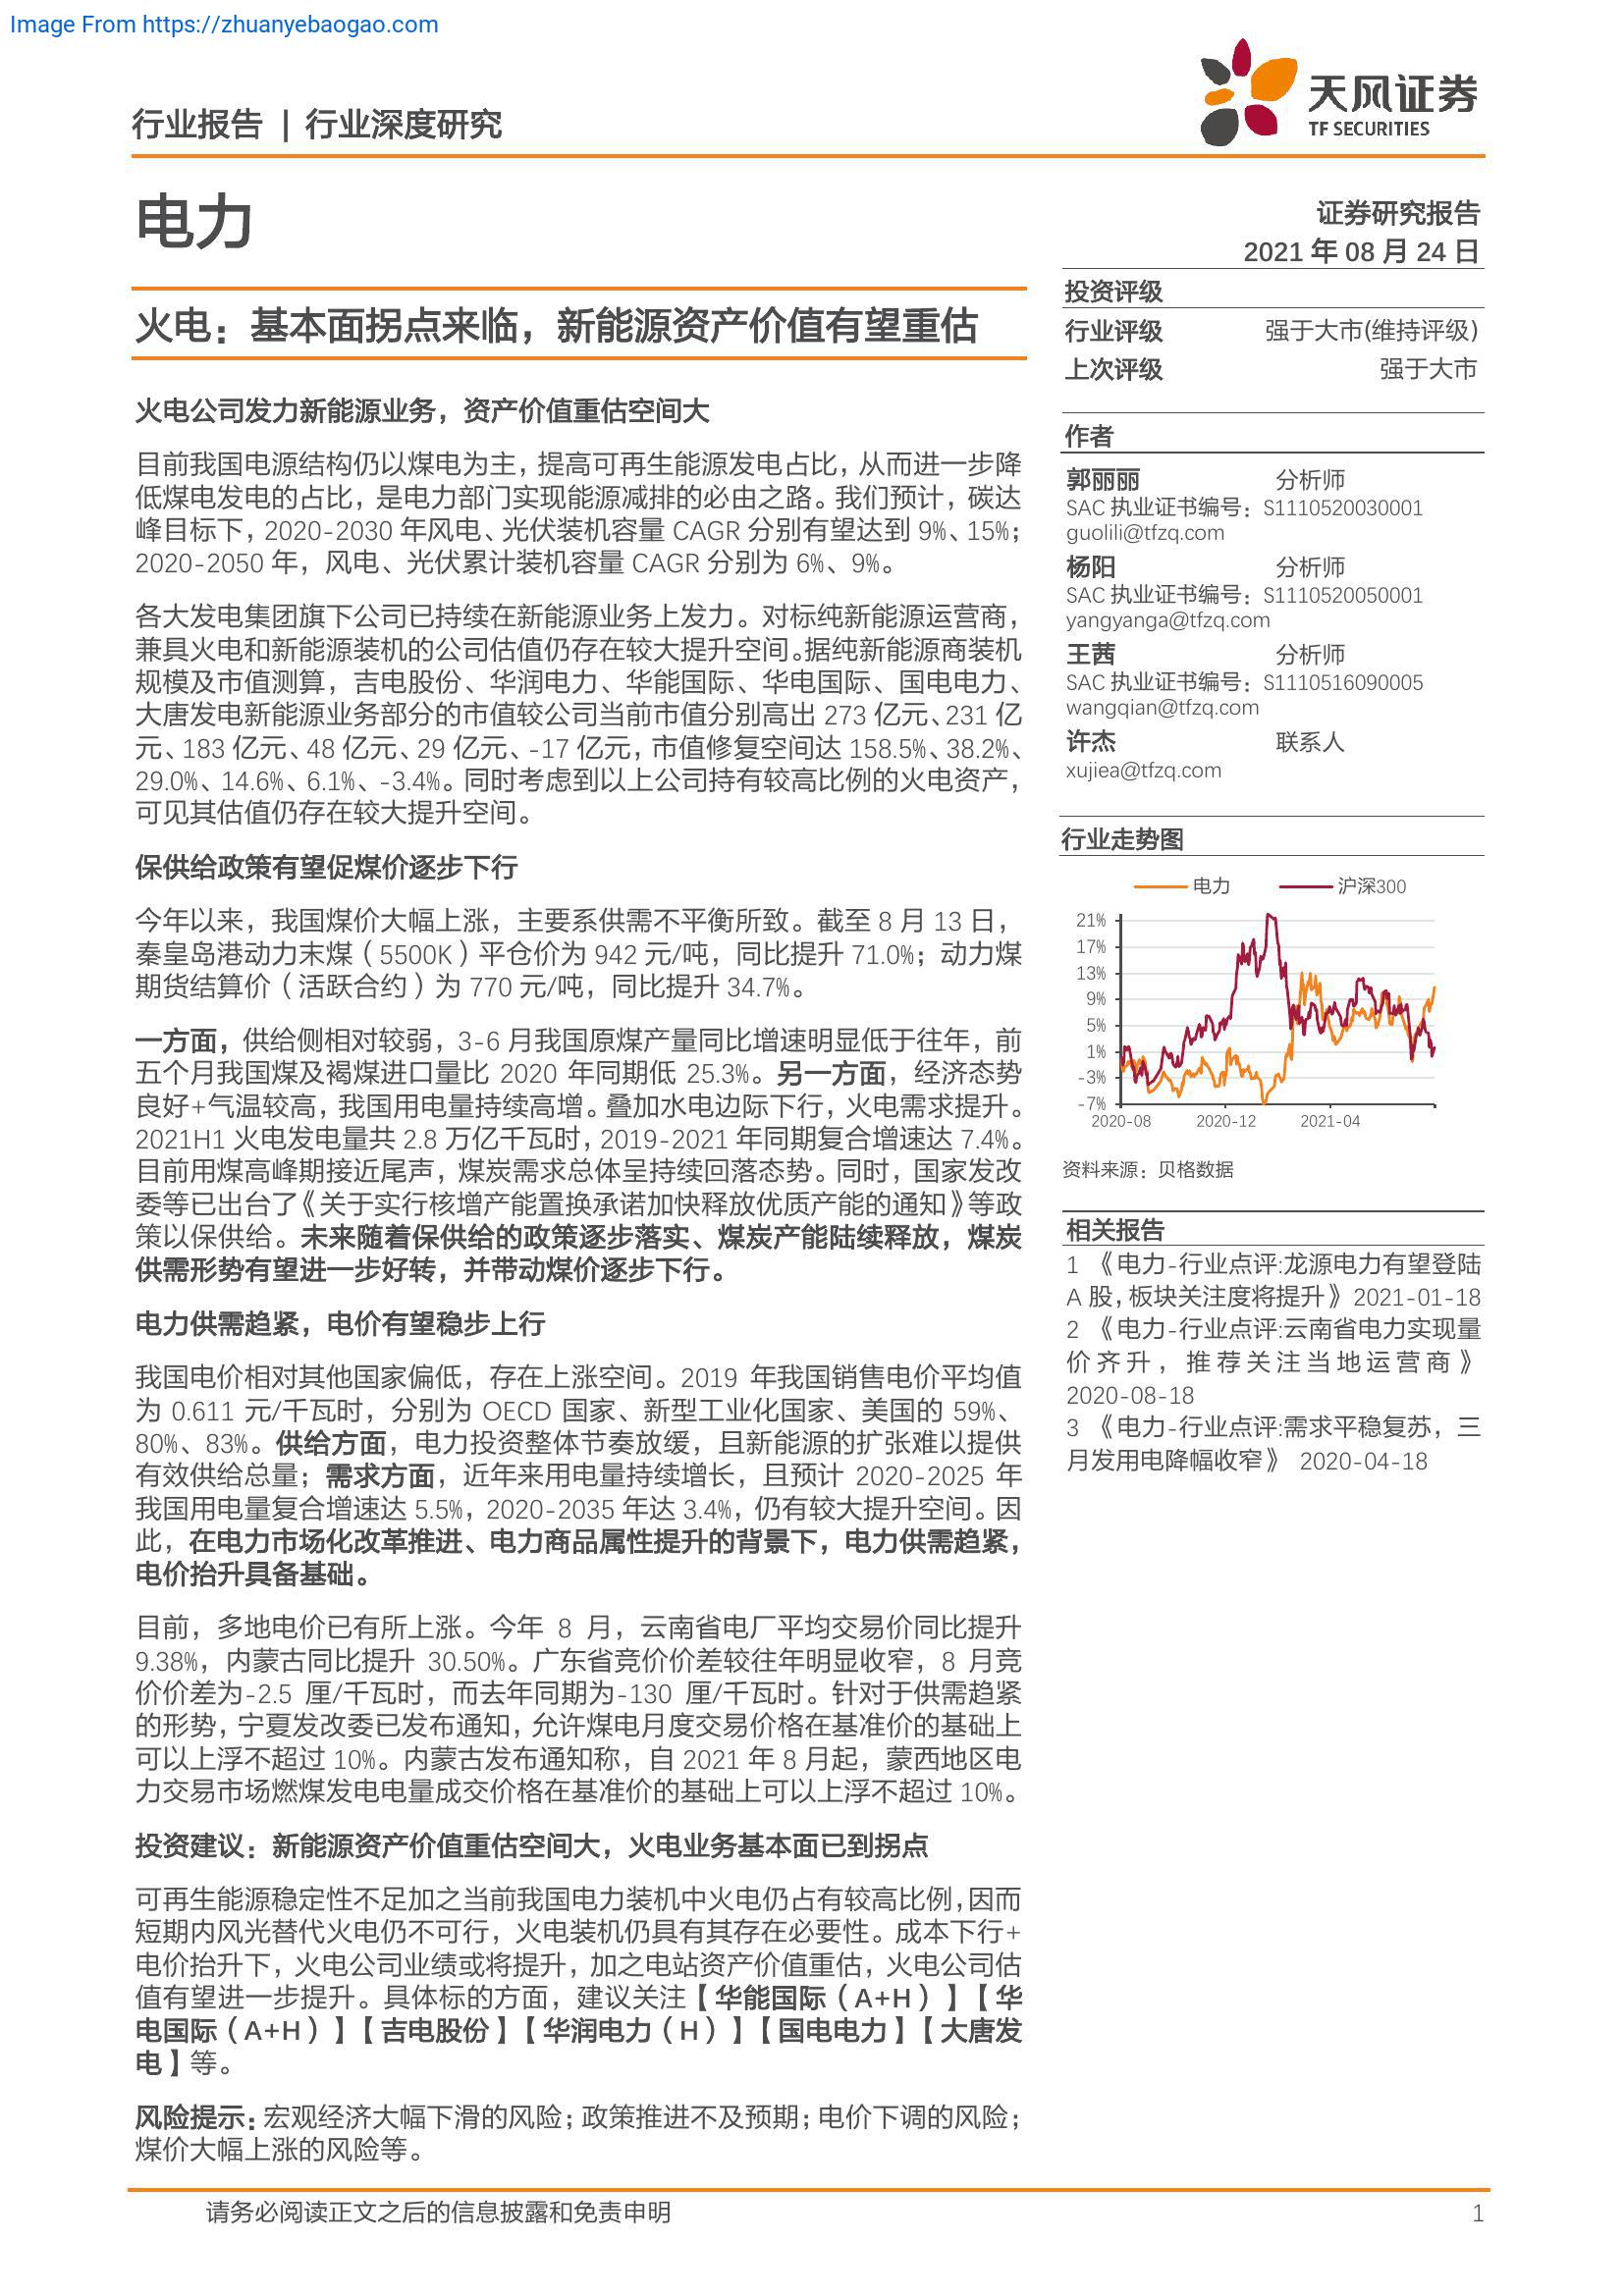 Image From https://zhuanyebaogao.com
行业报告 | 行业深度研究
天风证券
TF SECURITIES
电力
证券研究报告
2021 年 08 月 24 日
火电：基本面拐点来临，新能源资产价值有望重估
火电公司发力新能源业务，资产价值重估空间大
目前我国电源结构仍以煤电为主，提高可再生能源发电占比，从而进一步降
低煤电发电的占比，是电力部门实现能源减排的必由之路。我们预计，碳达
峰目标下，2020-2030 年风电、光伏装机容量 CAGR 分别有望达到 9%、15%；
2020-2050 年，风电、光伏累计装机容量 CAGR 分别为 6%、9%。
各大发电集团旗下公司已持续在新能源业务上发力。对标纯新能源运营商，
兼具火电和新能源装机的公司估值仍存在较大提升空间。据纯新能源商装机
规模及市值测算，吉电股份、华润电力、华能国际、华电国际、国电电力、
大唐发电新能源业务部分的市值较公司当前市值分别高出 273 亿元、231 亿
元、183 亿元、48 亿元、29 亿元、-17 亿元，市值修复空间达 158.5%、38.2%、
29.0%、14.6%、6.1%、-3.4%。同时考虑到以上公司持有较高比例的火电资产，
可见其估值仍存在较大提升空间。
保供给政策有望促煤价逐步下行
今年以来，我国煤价大幅上涨，主要系供需不平衡所致。截至 8 月 13 日，
秦皇岛港动力末煤（5500K）平仓价为 942 元/吨，同比提升 71.0%；动力煤
期货结算价（活跃合约）为 770 元/吨，同比提升 34.7%。
一方面，供给侧相对较弱，3-6 月我国原煤产量同比增速明显低于往年，前
五个月我国煤及褐煤进口量比 2020 年同期低 25.3%。另一方面，经济态势
良好+气温较高，我国用电量持续高增。叠加水电边际下行，火电需求提升。
2021H1 火电发电量共 2.8 万亿千瓦时，2019-2021 年同期复合增速达 7.4%。
目前用煤高峰期接近尾声，煤炭需求总体呈持续回落态势。同时，国家发改
委等已出台了《关于实行核增产能置换承诺加快释放优质产能的通知》等政
策以保供给。未来随着保供给的政策逐步落实、煤炭产能陆续释放，煤炭
供需形势有望进一步好转，并带动煤价逐步下行。
电力供需趋紧，电价有望稳步上行
我国电价相对其他国家偏低，存在上涨空间。2019 年我国销售电价平均值
为 0.611 元/千瓦时，分别为 OECD 国家、新型工业化国家、美国的 59%、
80%、83%。供给方面，电力投资整体节奏放缓，且新能源的扩张难以提供
有效供给总量；需求方面，近年来用电量持续增长，且预计 2020-2025 年
我国用电量复合增速达 5.5%，2020-2035 年达 3.4%，仍有较大提升空间。因
此，在电力市场化改革推进、电力商品属性提升的背景下，电力供需趋紧，
电价抬升具备基础。
目前，多地电价已有所上涨。今年 8 月，云南省电厂平均交易价同比提升
9.38%，内蒙古同比提升 30.50%。广东省竞价价差较往年明显收窄，8 月竞
价价差为-2.5 厘/千瓦时，而去年同期为-130 厘/千瓦时。针对于供需趋紧
的形势，宁夏发改委已发布通知，允许煤电月度交易价格在基准价的基础上
可以上浮不超过 10%。内蒙古发布通知称，自 2021 年 8 月起，蒙西地区电
力交易市场燃煤发电电量成交价格在基准价的基础上可以上浮不超过 10%。
投资建议：新能源资产价值重估空间大，火电业务基本面已到拐点
可再生能源稳定性不足加之当前我国电力装机中火电仍占有较高比例，因而
短期内风光替代火电仍不可行，火电装机仍具有其存在必要性。成本下行+
电价抬升下，火电公司业绩或将提升，加之电站资产价值重估，火电公司估
值有望进一步提升。具体标的方面，建议关注【华能国际（A+H）】【华
电国际（A+H）】【吉电股份】【华润电力（H）】【国电电力】【大唐发
电】等。
风险提示：宏观经济大幅下滑的风险；政策推进不及预期；电价下调的风险；
煤价大幅上涨的风险等。
投资评级
行业评级 强于大市(维持评级)
上次评级 强于大市
作者
郭丽丽 分析师
SAC 执业证书编号：S1110520030001
guolili@tfzq.com
杨阳 分析师
SAC 执业证书编号：S1110520050001
yangyanga@tfzq.com
王茜 分析师
SAC 执业证书编号：S1110516090005
wangqian@tfzq.com
许杰 联系人
xujiea@tfzq.com
行业走势图
电力 沪深300
21%
17%
13%
9%
5%
1%
-3%
-7%
2020-08 2020-12 2021-04
资料来源：贝格数据
相关报告
1 《电力-行业点评:龙源电力有望登陆
A 股，板块关注度将提升》 2021-01-18
2 《电力-行业点评:云南省电力实现量
价齐升，推荐关注当地运营商》
2020-08-18
3 《电力-行业点评:需求平稳复苏，三
月发用电降幅收窄》 2020-04-18
请务必阅读正文之后的信息披露和免责申明 1